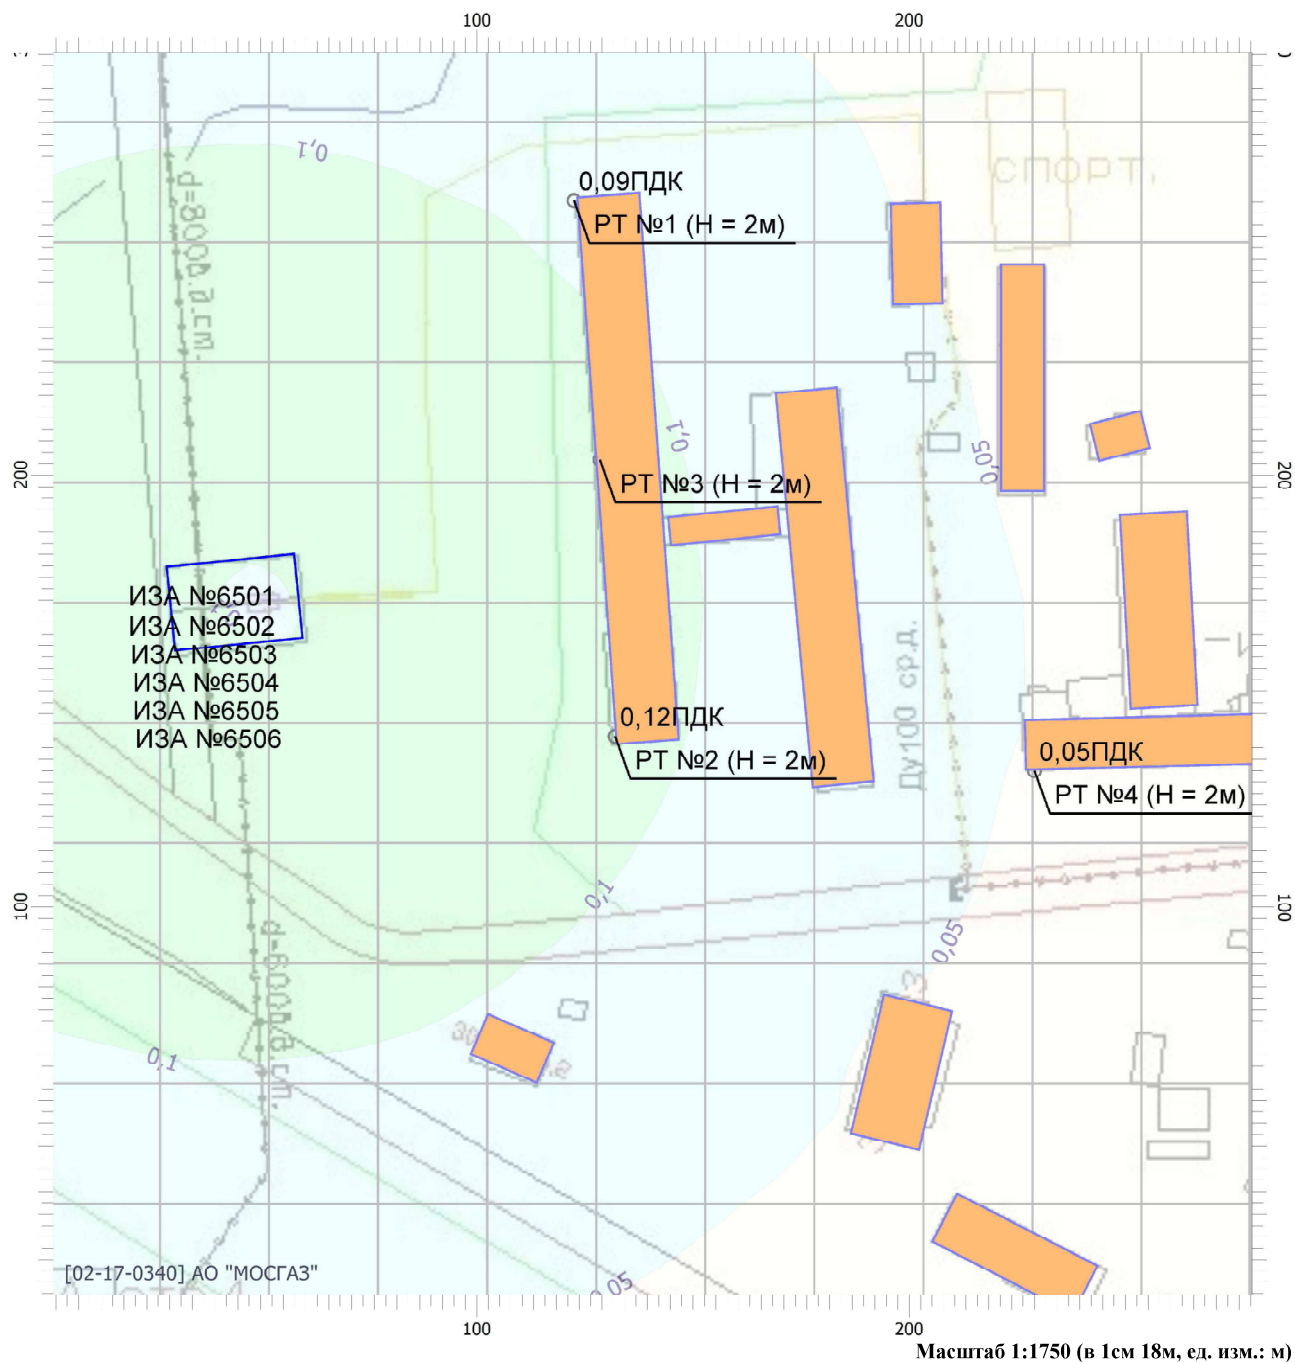 100
200
0,1
d=800д.в.ст.
СПОРТ.
0,09ПДК
РТ №1 (Н = 2м)
0,1
0,05
200
РТ №3 (Н = 2м)
200
ИЗА №6501
ИЗА №6502
ИЗА №6503
ИЗА №6504
ИЗА №6505
ИЗА №6506
Ду100 ср.д.
0,12ПДК
РТ №2 (Н = 2м)
0,05ПДК
РТ №4 (Н = 2м)
0,1
100
100
0,05
0,1
[02-17-0340] АО "МОСГАЗ"
0,05
100
200
Масштаб 1:1750 (в 1см 18м, ед. изм.: м)